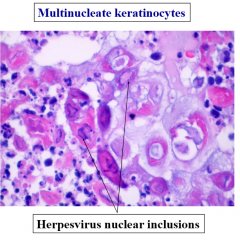 Multinucleate keratinocytes
Herpesvirus nuclear inclusions